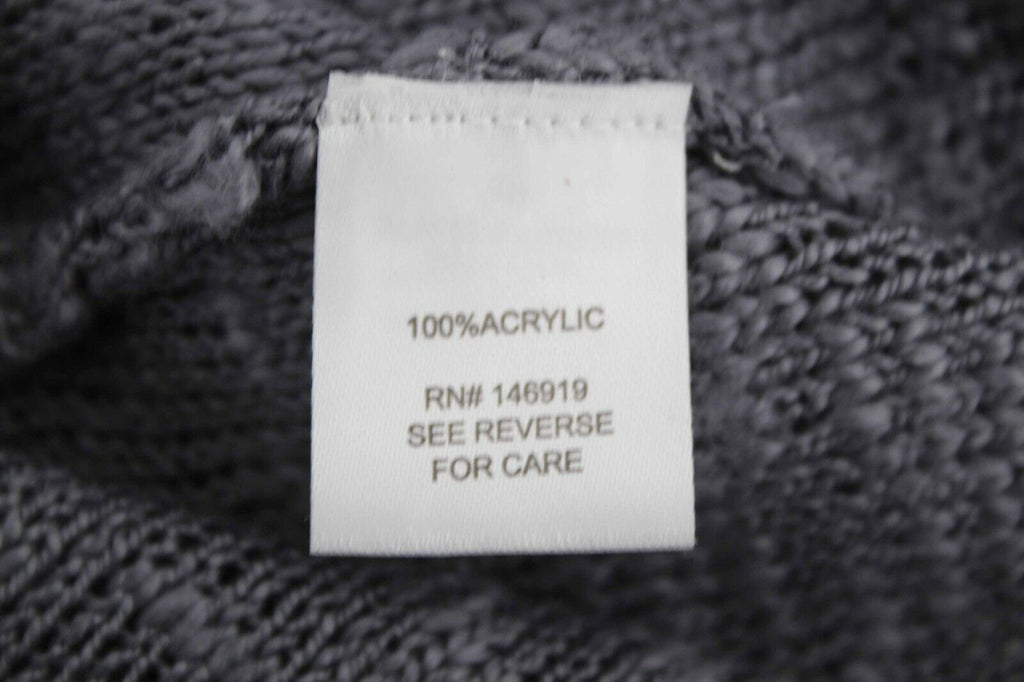 100%ACRYLIC
RN# 146919
SEE REVERSE
FOR CARE